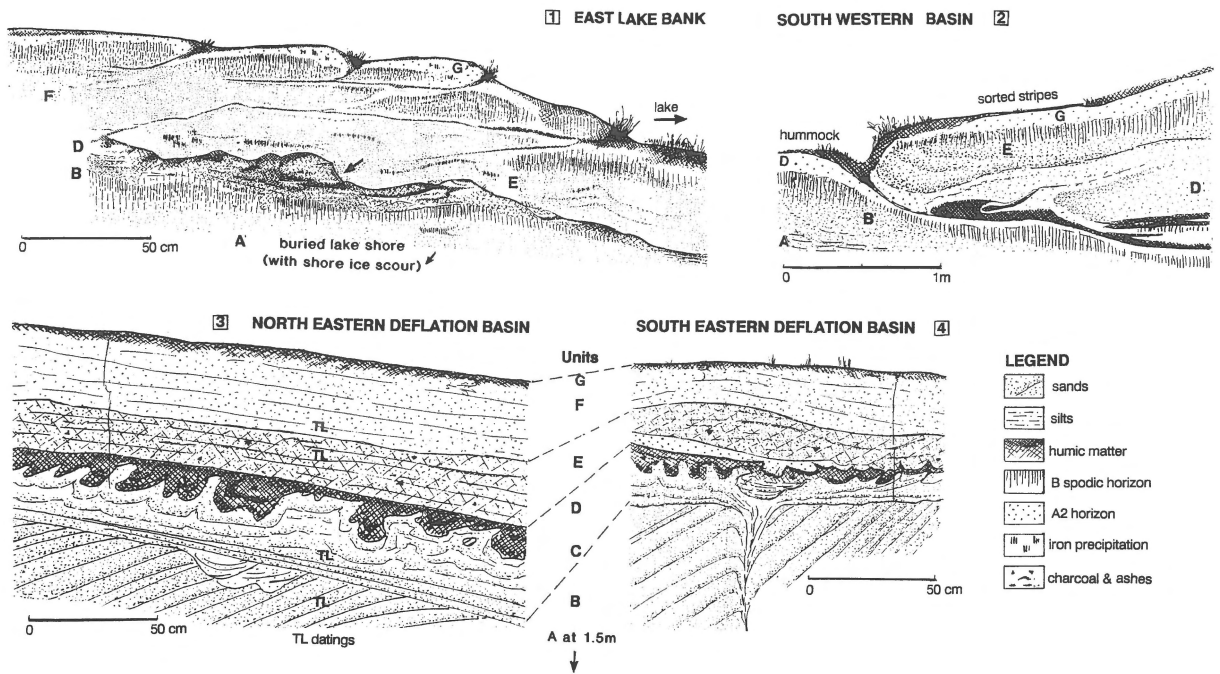 1 EAST LAKE BANK
G
F
lake
D
B
E
0 50 cm
A
buried lake shore
(with shore ice scour)
SOUTH WESTERN BASIN 2
sorted stripes
G
hummock
E
D
D
B
A
0 1m
3 NORTH EASTERN DEFLATION BASIN
TL
TL
TL
TL
0 50 cm
TL datings
Units
G
F
E
D
C
B
A at 1.5m
SOUTH EASTERN DEFLATION BASIN 4
0 50 cm
LEGEND
sands
silts
humic matter
B spodic horizon
A2 horizon
iron precipitation
charcoal & ashes